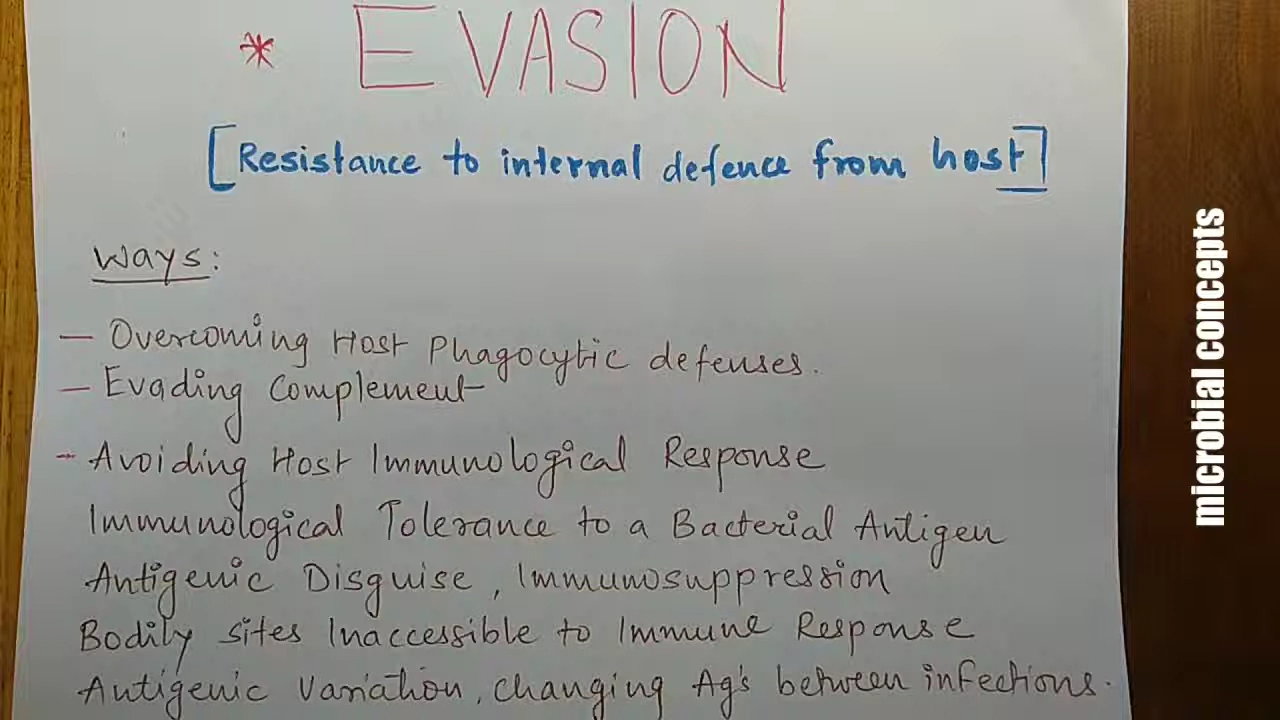 * EVASION
[Resistance to internal defence from host]
Ways:
— Overcoming Host Phagocytic defenses.
— Evading Complement
- Avoiding Host Immunological Response
Immunological Tolerance to a Bacterial Antigen
Antigenic Disguise, Immunosuppression
Bodily sites Inaccessible to Immune Response
Antigenic Variation, changing Ag's between infections.
microbial concepts